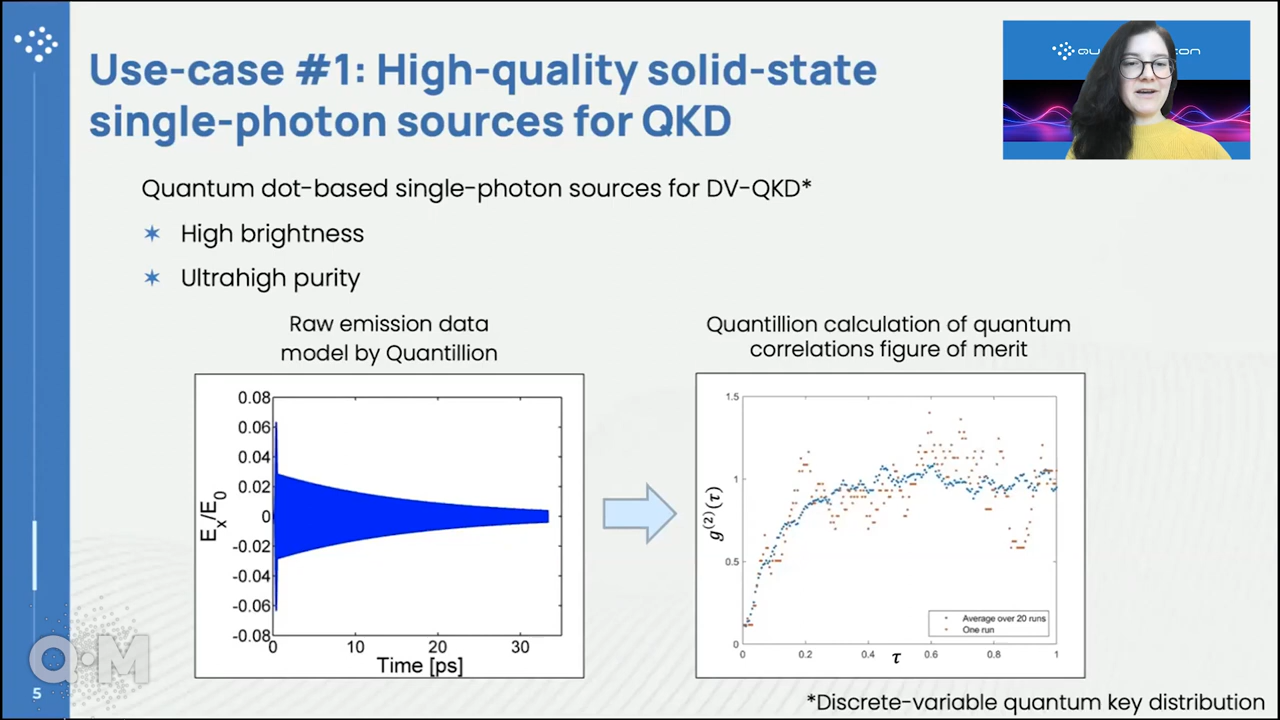 Use-case #1: High-quality solid-state
single-photon sources for QKD
Quantum dot-based single-photon sources for DV-QKD*
High brightness
Ultrahigh purity
Raw emission data
model by Quantillion
Quantillion calculation of quantum
correlations figure of merit
0.08
0.06
0.04
0.02
0
-0.02
-0.04
-0.06
-0.08
Ex/E0
0
10
20
30
Time [ps]
1.5
1
0.5
0
g(2)(τ)
Average over 20 runs
One run
0
0.2
0.4
0.6
0.8
1
τ
Q·M
5
*Discrete-variable quantum key distribution